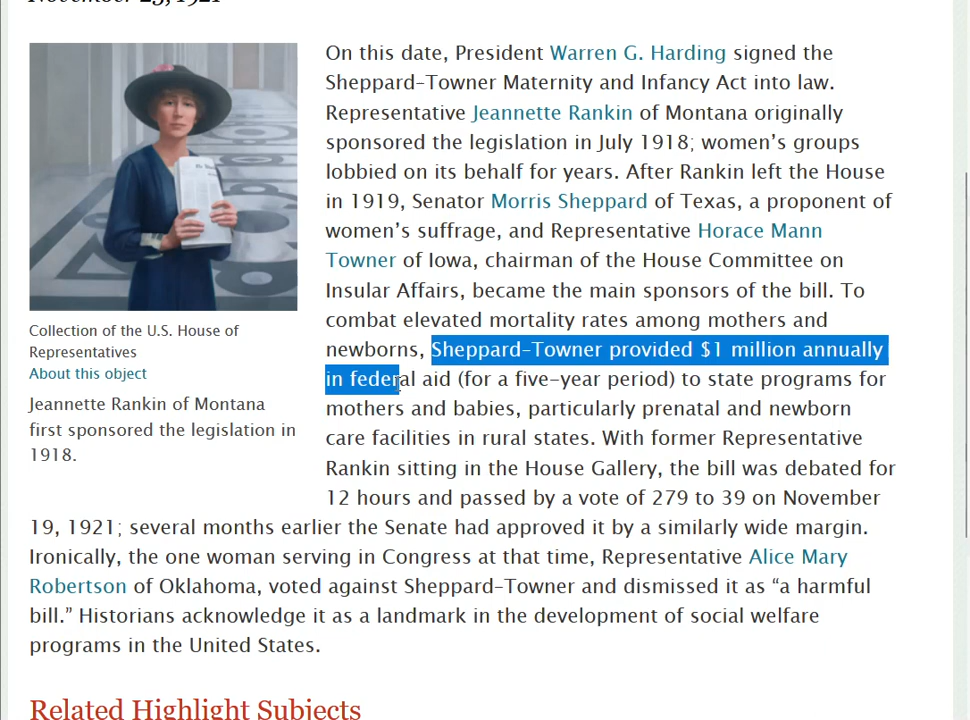 November 23, 1921
On this date, President Warren G. Harding signed the
Sheppard–Towner Maternity and Infancy Act into law.
Representative Jeannette Rankin of Montana originally
sponsored the legislation in July 1918; women’s groups
lobbied on its behalf for years. After Rankin left the House
in 1919, Senator Morris Sheppard of Texas, a proponent of
women’s suffrage, and Representative Horace Mann
Towner of Iowa, chairman of the House Committee on
Insular Affairs, became the main sponsors of the bill. To
combat elevated mortality rates among mothers and
newborns, Sheppard–Towner provided $1 million annually
in federal aid (for a five-year period) to state programs for
mothers and babies, particularly prenatal and newborn
care facilities in rural states. With former Representative
Rankin sitting in the House Gallery, the bill was debated for
12 hours and passed by a vote of 279 to 39 on November
19, 1921; several months earlier the Senate had approved it by a similarly wide margin.
Ironically, the one woman serving in Congress at that time, Representative Alice Mary
Robertson of Oklahoma, voted against Sheppard–Towner and dismissed it as “a harmful
bill.” Historians acknowledge it as a landmark in the development of social welfare
programs in the United States.
Collection of the U.S. House of
Representatives
About this object
Jeannette Rankin of Montana
first sponsored the legislation in
1918.
Related Highlight Subjects